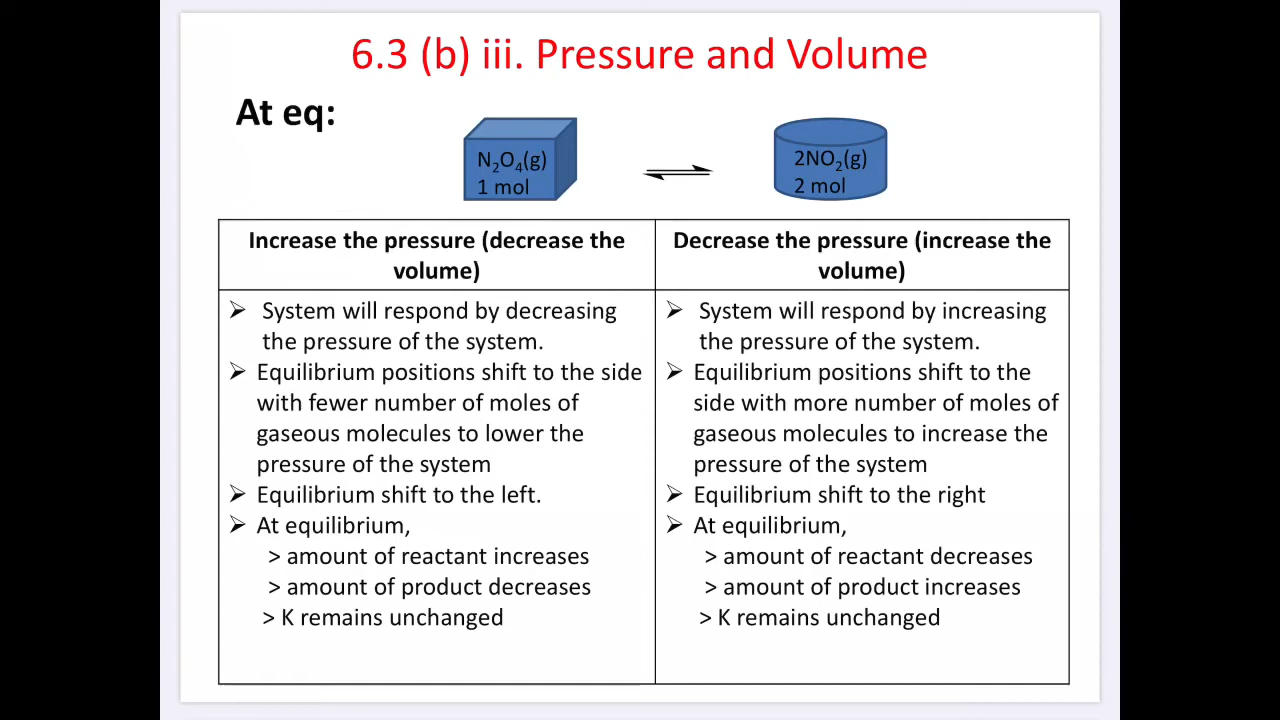 6.3 (b) iii. Pressure and Volume
At eq:
N₂O₄(g)
1 mol
2NO₂(g)
2 mol
Increase the pressure (decrease the
volume)
➢ System will respond by decreasing
the pressure of the system.
➢ Equilibrium positions shift to the side
with fewer number of moles of
gaseous molecules to lower the
pressure of the system
➢ Equilibrium shift to the left.
➢ At equilibrium,
> amount of reactant increases
> amount of product decreases
> K remains unchanged
Decrease the pressure (increase the
volume)
➢ System will respond by increasing
the pressure of the system.
➢ Equilibrium positions shift to the
side with more number of moles of
gaseous molecules to increase the
pressure of the system
➢ Equilibrium shift to the right
➢ At equilibrium,
> amount of reactant decreases
> amount of product increases
> K remains unchanged